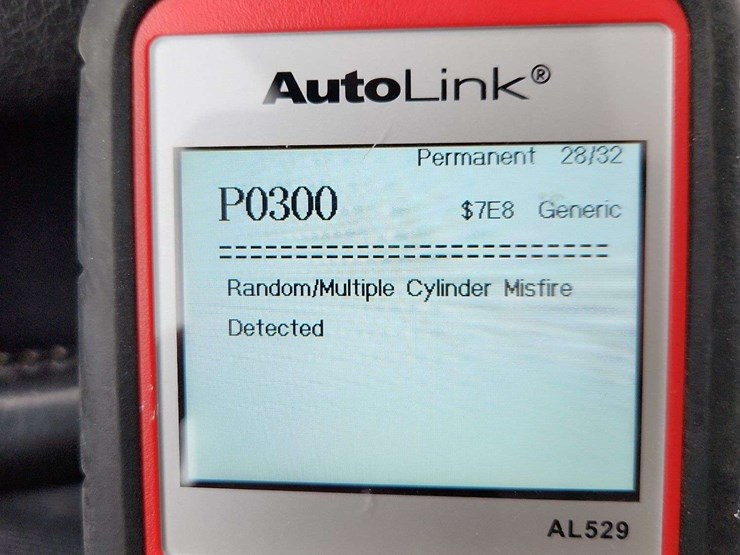 AutoLink®
Permanent 28/32
P0300 $7E8 Generic
==================================
Random/Multiple Cylinder Misfire
Detected
AL529